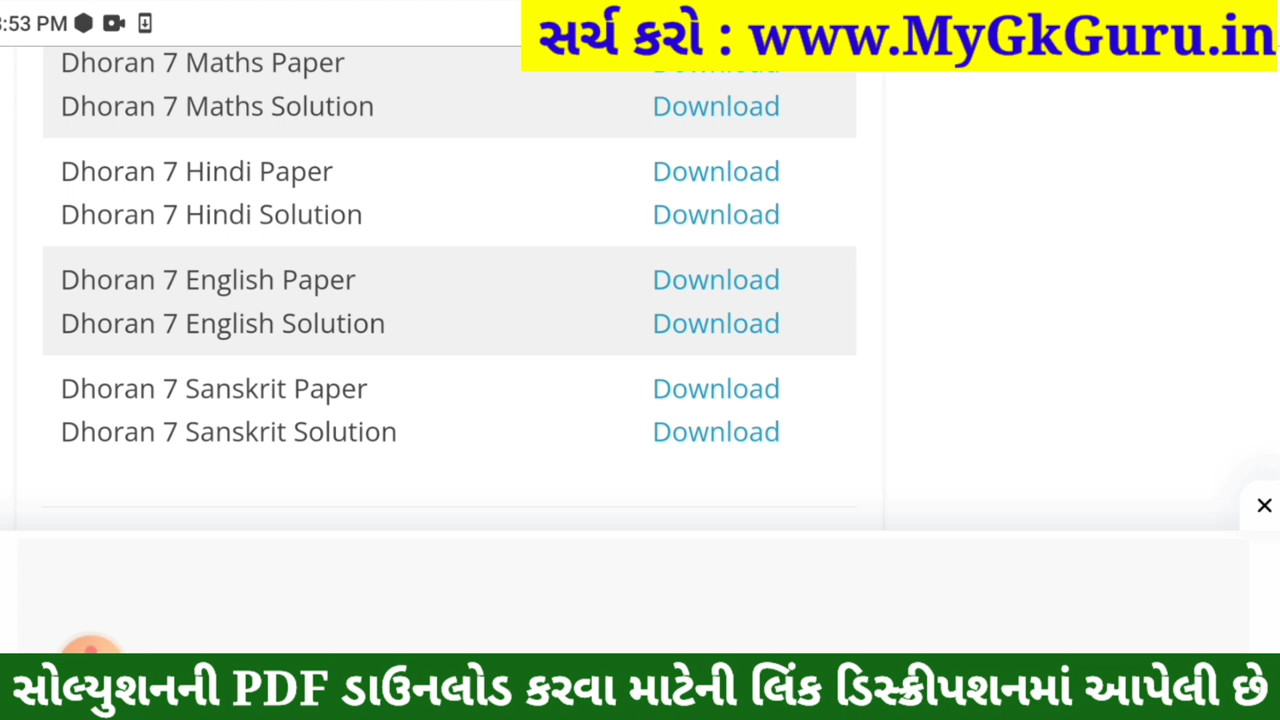 :53 PM
સર્ચ કરો : www.MyGkGuru.in
Dhoran 7 Maths Paper
Dhoran 7 Maths Solution Download
Dhoran 7 Hindi Paper Download
Dhoran 7 Hindi Solution Download
Dhoran 7 English Paper Download
Dhoran 7 English Solution Download
Dhoran 7 Sanskrit Paper Download
Dhoran 7 Sanskrit Solution Download
સોલ્યુશનની PDF ડાઉનલોડ કરવા માટેની લિંક ડિસ્ક્રીપશનમાં આપેલી છે